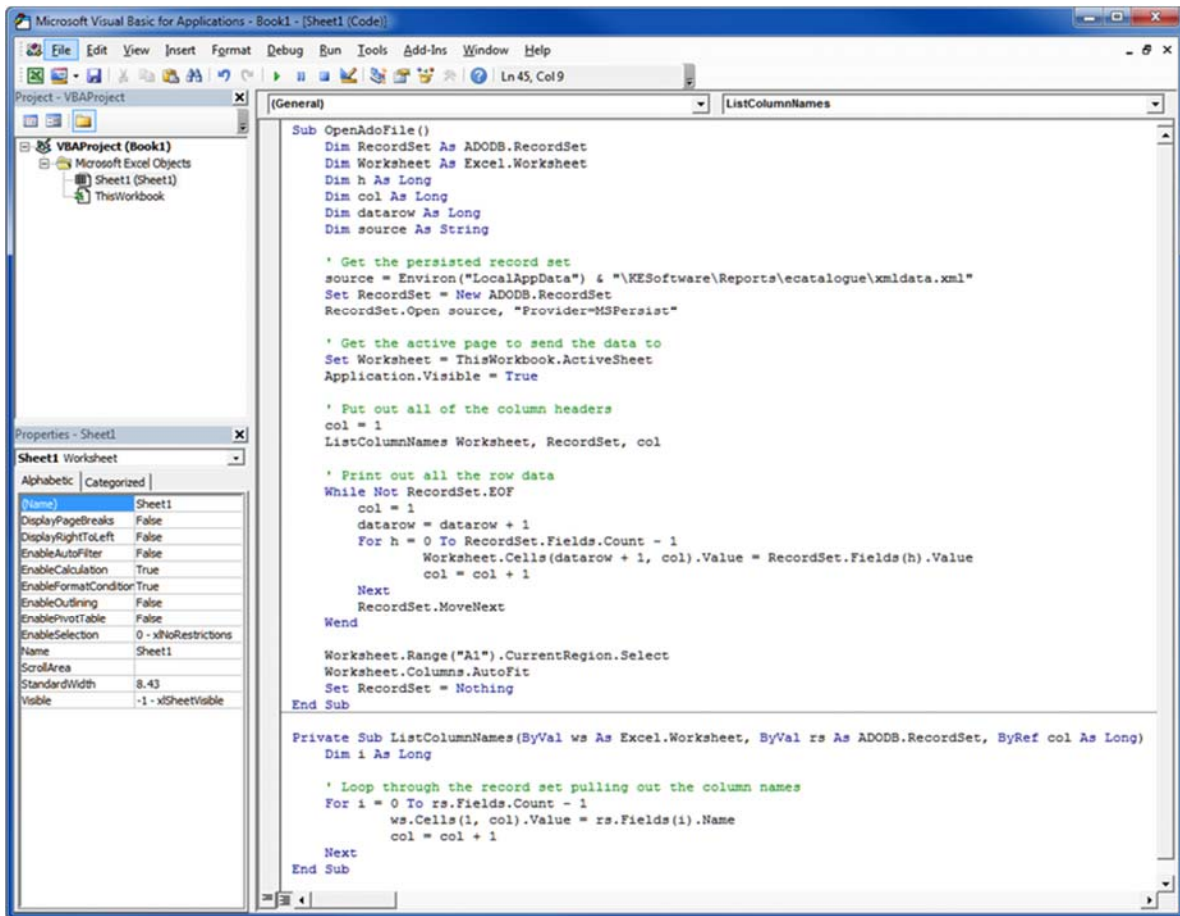 Microsoft Visual Basic for Applications - Book1 - [Sheet1 (Code)]
File Edit View Insert Format Debug Run Tools Add-Ins Window Help
Ln 45, Col 9
Project - VBAProject
VBAProject (Book1)
Microsoft Excel Objects
Sheet1 (Sheet1)
ThisWorkbook
Properties - Sheet1
Sheet1 Worksheet
Alphabetic Categorized
(Name) Sheet1
DisplayPageBreaks False
DisplayRightToLeft False
EnableAutoFilter False
EnableCalculation True
EnableFormatCondition True
EnableOutlining False
EnablePivotTable False
EnableSelection 0 - xlNoRestrictions
Name Sheet1
ScrollArea
StandardWidth 8.43
Visible -1 - xlSheetVisible
(General) ListColumnNames
Sub OpenAdoFile()
Dim RecordSet As ADODB.RecordSet
Dim Worksheet As Excel.Worksheet
Dim h As Long
Dim col As Long
Dim datarow As Long
Dim source As String
' Get the persisted record set
source = Environ("LocalAppData") & "\KESoftware\Reports\ecatalogue\xmldata.xml"
Set RecordSet = New ADODB.RecordSet
RecordSet.Open source, "Provider=MSPersist"
' Get the active page to send the data to
Set Worksheet = ThisWorkbook.ActiveSheet
Application.Visible = True
' Put out all of the column headers
col = 1
ListColumnNames Worksheet, RecordSet, col
' Print out all the row data
While Not RecordSet.EOF
col = 1
datarow = datarow + 1
For h = 0 To RecordSet.Fields.Count - 1
Worksheet.Cells(datarow + 1, col).Value = RecordSet.Fields(h).Value
col = col + 1
Next
RecordSet.MoveNext
Wend
Worksheet.Range("A1").CurrentRegion.Select
Worksheet.Columns.AutoFit
Set RecordSet = Nothing
End Sub
Private Sub ListColumnNames(ByVal ws As Excel.Worksheet, ByVal rs As ADODB.RecordSet, ByRef col As Long)
Dim i As Long
' Loop through the record set pulling out the column names
For i = 0 To rs.Fields.Count - 1
ws.Cells(1, col).Value = rs.Fields(i).Name
col = col + 1
Next
End Sub